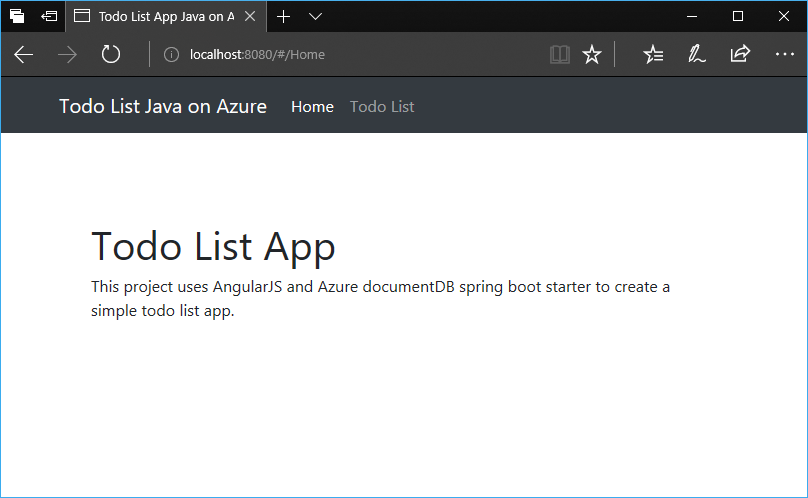 Todo List App Java on A
localhost:8080/#/Home
Todo List Java on Azure Home Todo List
Todo List App
This project uses AngularJS and Azure documentDB spring boot starter to create a
simple todo list app.